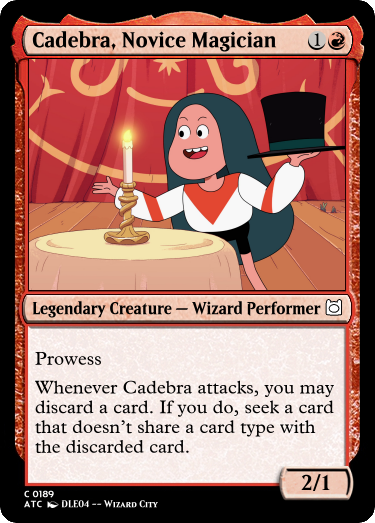 Cadebra, Novice Magician 1
Legendary Creature — Wizard Performer
Prowess
Whenever Cadebra attacks, you may
discard a card. If you do, seek a card
that doesn't share a card type with
the discarded card.
2/1
C 0189
ATC DLE04 -- Wizard City